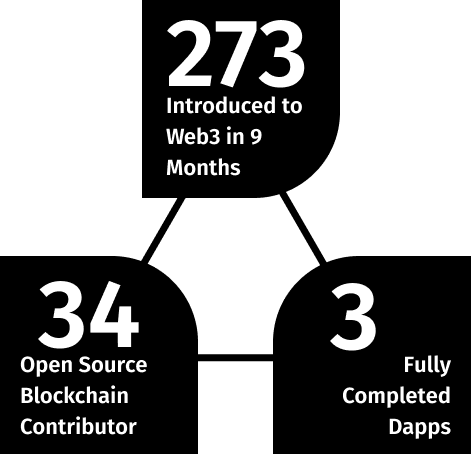 273
Introduced to
Web3 in 9
Months
34
Open Source
Blockchain
Contributor
3
Fully
Completed
Dapps